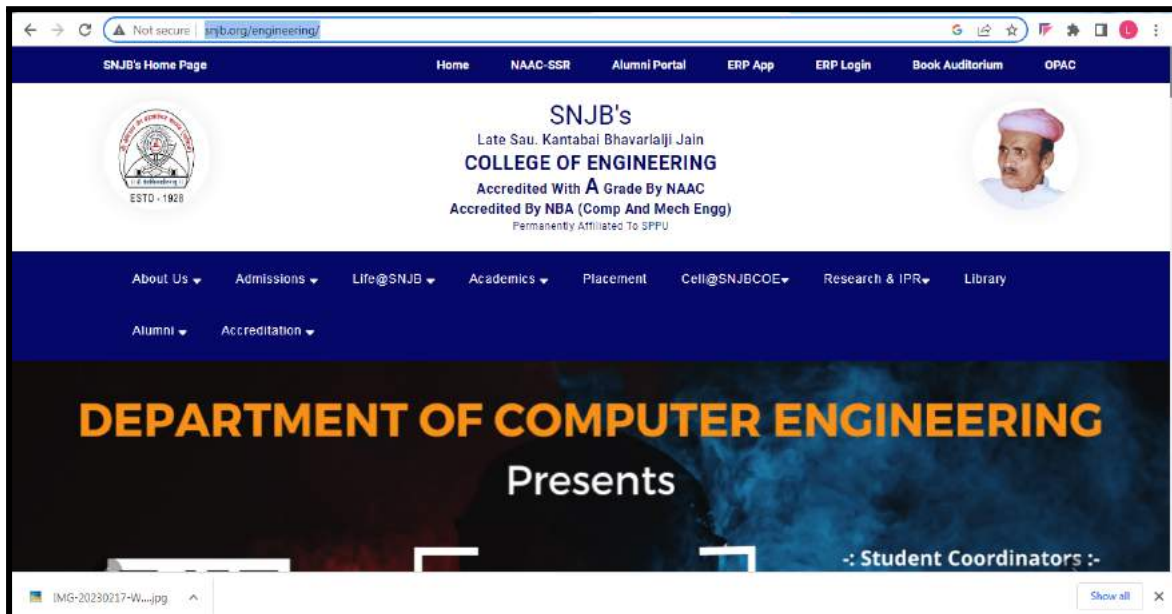 Not secure | snjb.org/engineering/
SNJB's Home Page Home NAAC-SSR Alumni Portal ERP App ERP Login Book Auditorium OPAC
SNJB's
Late Sau. Kantabai Bhavarlalji Jain
COLLEGE OF ENGINEERING
Accredited With A Grade By NAAC
Accredited By NBA (Comp And Mech Engg)
Permanently Affiliated To SPPU
ESTD - 1928
About Us Admissions Life@SNJB Academics Placement Cell@SNJBCOE Research & IPR Library
Alumni Accreditation
DEPARTMENT OF COMPUTER ENGINEERING
Presents
-: Student Coordinators :-
IMG-20230217-W....jpg Show all